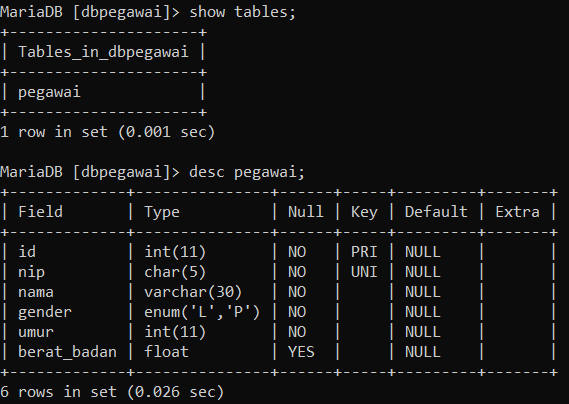 MariaDB [dbpegawai]> show tables;
+---------------------+
| Tables_in_dbpegawai |
+---------------------+
| pegawai             |
+---------------------+
1 row in set (0.001 sec)

MariaDB [dbpegawai]> desc pegawai;
+-------------+---------------+------+-----+---------+-------+
| Field       | Type          | Null | Key | Default | Extra |
+-------------+---------------+------+-----+---------+-------+
| id          | int(11)       | NO   | PRI | NULL    |       |
| nip         | char(5)       | NO   | UNI | NULL    |       |
| nama        | varchar(30)   | NO   |     | NULL    |       |
| gender      | enum('L','P') | NO   |     | NULL    |       |
| umur        | int(11)       | NO   |     | NULL    |       |
| berat_badan | float         | YES  |     | NULL    |       |
+-------------+---------------+------+-----+---------+-------+
6 rows in set (0.026 sec)